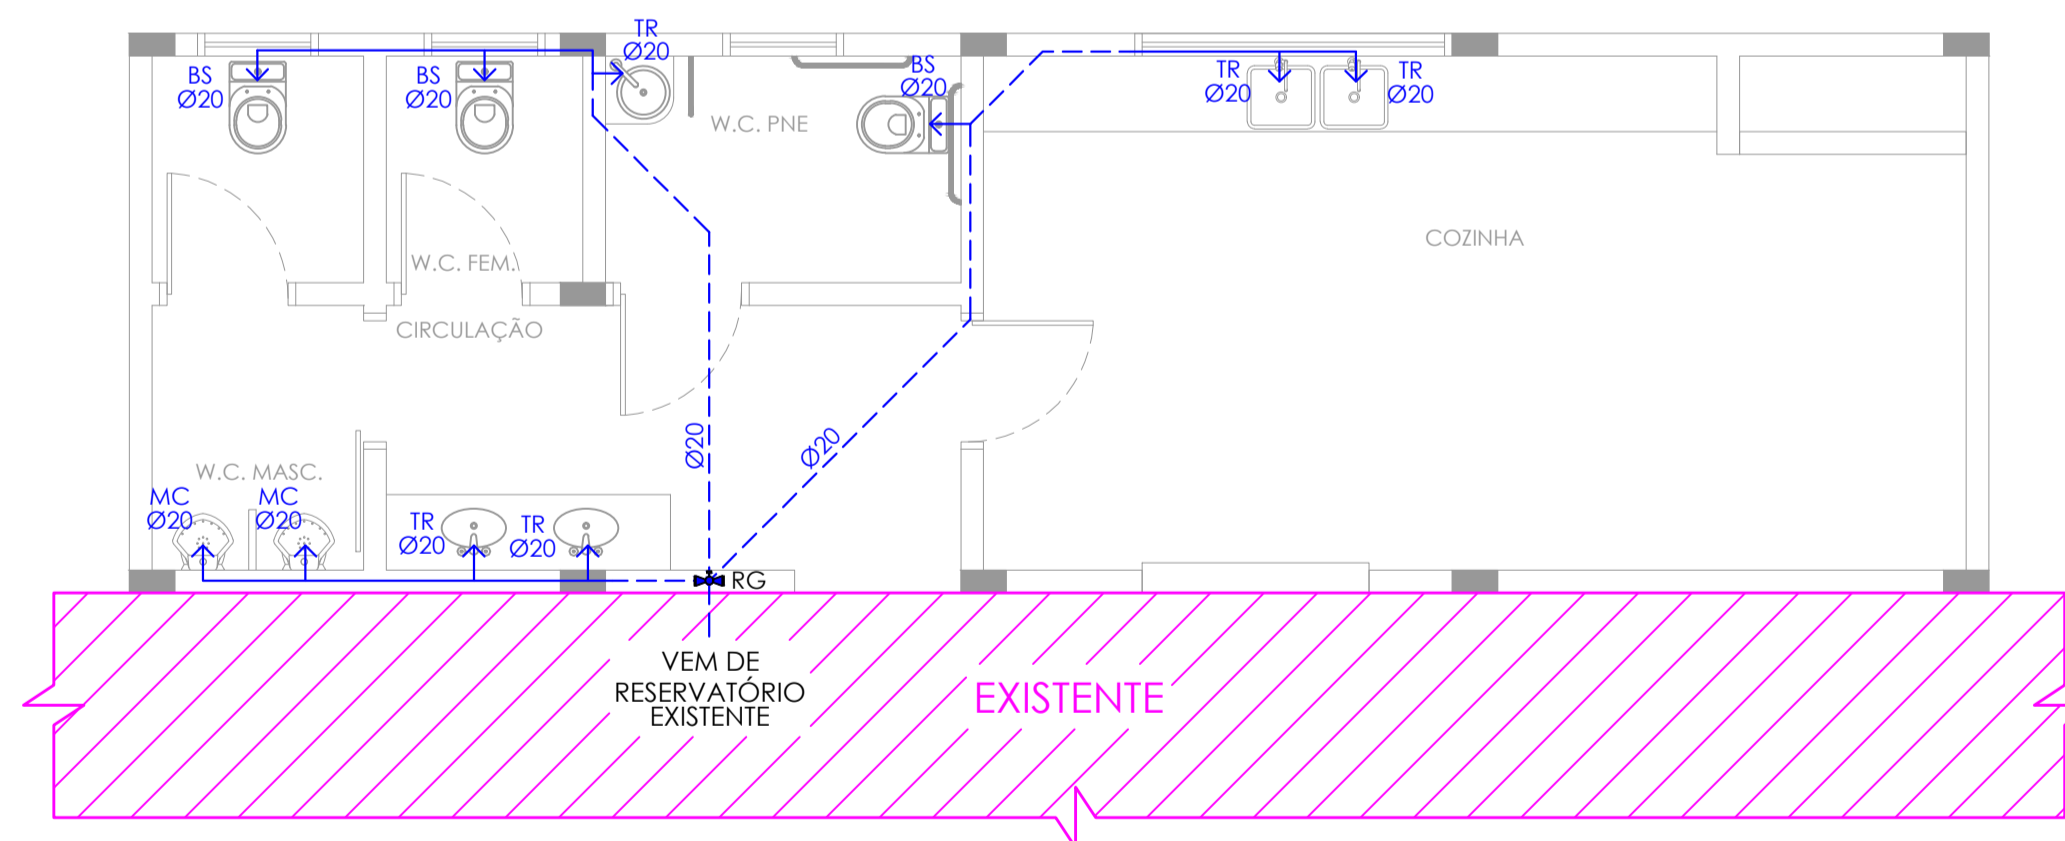 TR
Ø20
BS
Ø20
BS
Ø20
BS
Ø20
TR
Ø20
TR
Ø20
W.C. PNE
COZINHA
W.C. FEM.
CIRCULAÇÃO
Ø20
Ø20
W.C. MASC.
MC
Ø20
MC
Ø20
TR
Ø20
TR
Ø20
RG
VEM DE
RESERVATÓRIO
EXISTENTE
EXISTENTE